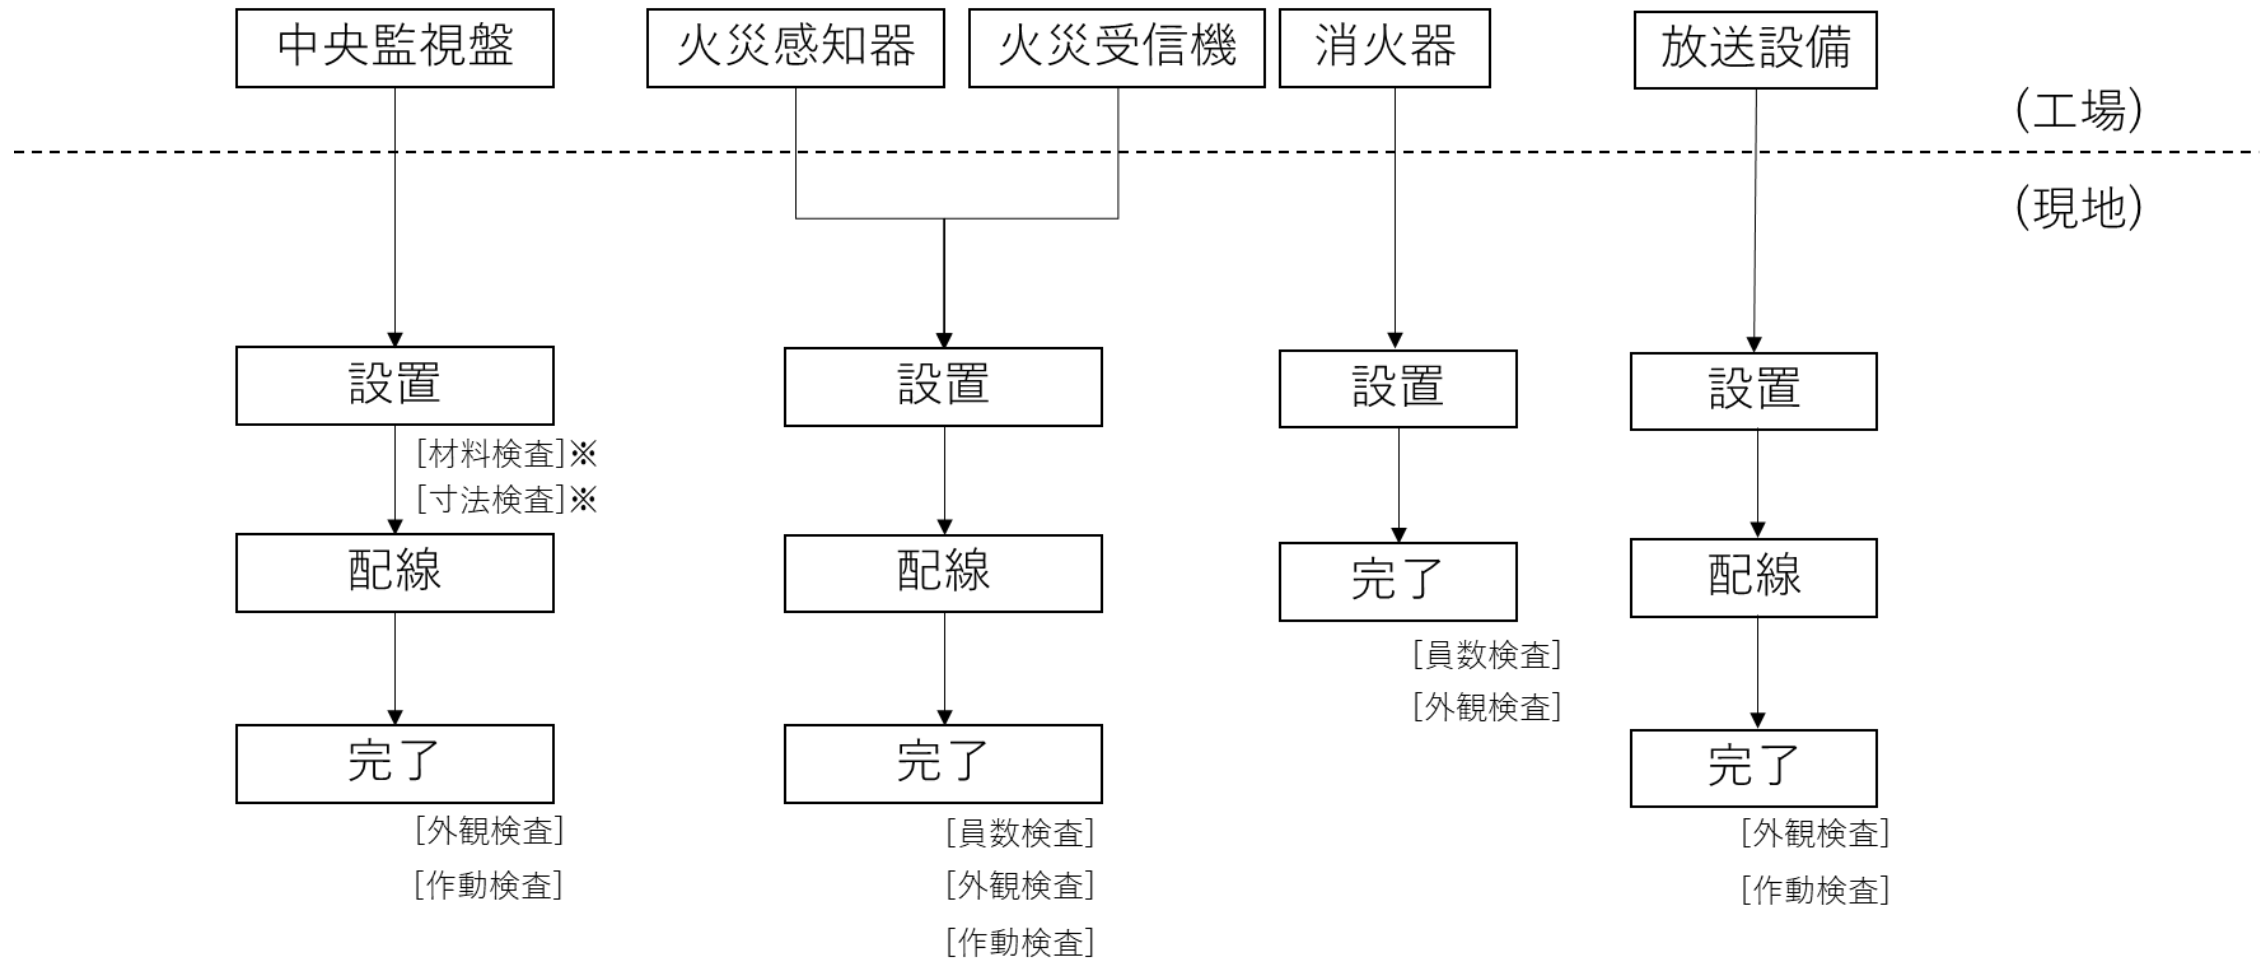 中央監視盤
火災感知器
火災受信機
消火器
放送設備
(工場)
(現地)
設置
設置
設置
設置
[材料検査]※
[寸法検査]※
配線
配線
完了
配線
[員数検査]
[外観検査]
完了
完了
完了
[外観検査]
[作動検査]
[員数検査]
[外観検査]
[作動検査]
[外観検査]
[作動検査]